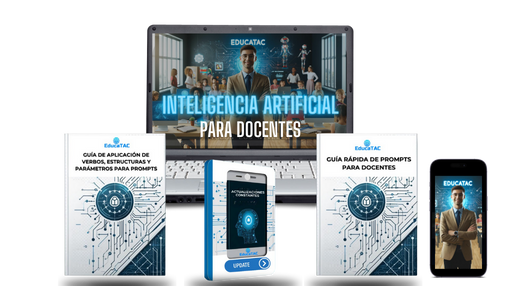 EDUCATAC
INTELIGENCIA ARTIFICIAL
PARA DOCENTES
EducaTAC
GUÍA DE APLICACIÓN DE
VERBOS, ESTRUCTURAS Y
PARÁMETROS PARA PROMPTS
ACTUALIZACIONES
CONSTANTES
EducaTAC
UPDATE
EducaTAC
GUÍA RÁPIDA DE PROMPTS
PARA DOCENTES
EDUCATAC